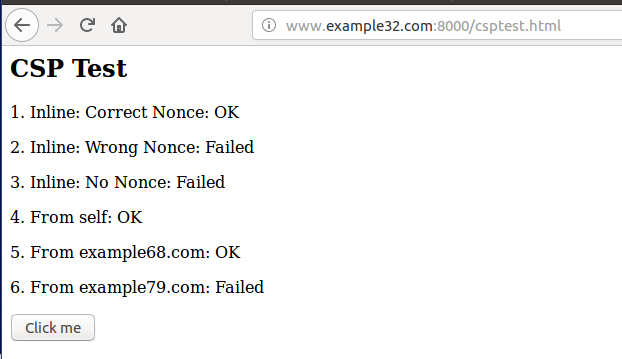 www.example32.com:8000/csptest.html
CSP Test
1. Inline: Correct Nonce: OK
2. Inline: Wrong Nonce: Failed
3. Inline: No Nonce: Failed
4. From self: OK
5. From example68.com: OK
6. From example79.com: Failed
Click me